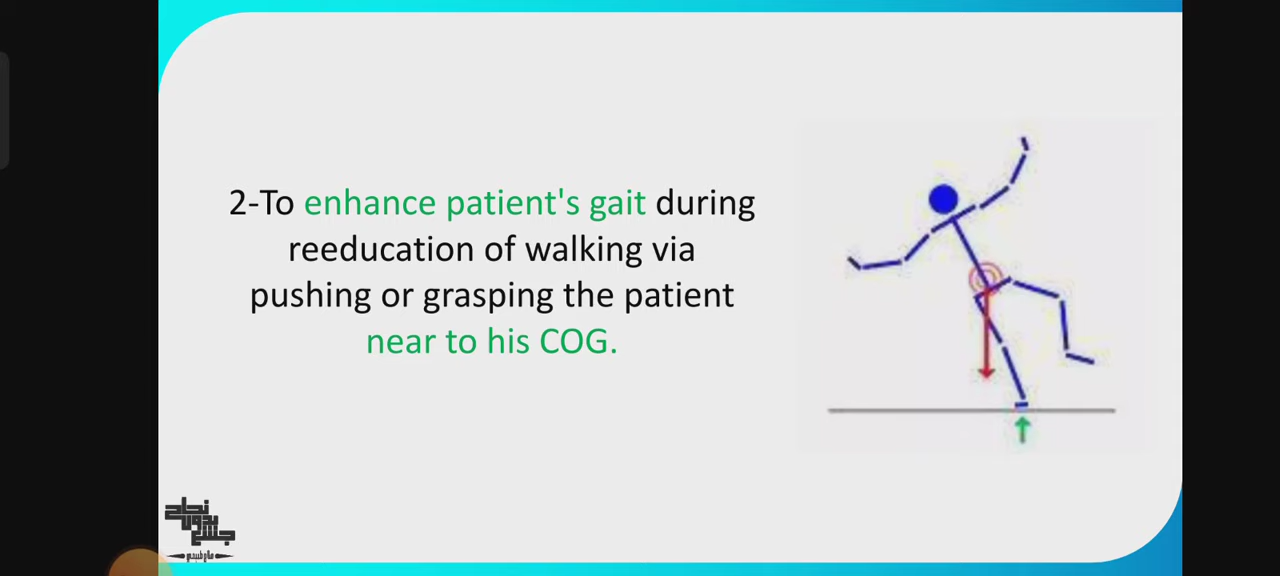 2-To enhance patient's gait during
reeducation of walking via
pushing or grasping the patient
near to his COG.